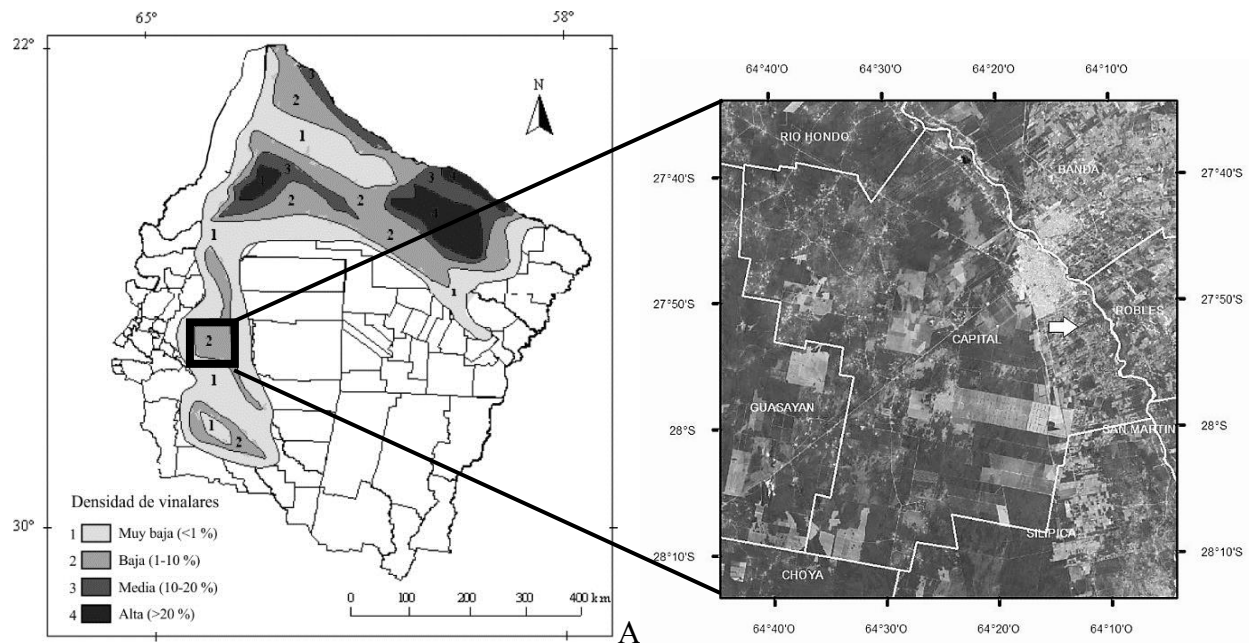 65°
58°
22°
N
3
2
1
3
3
3
4
2
2
4
2
1
1
2
1
1
2
Densidad de vinalares
1 Muy baja (<1 %)
2 Baja (1-10 %)
3 Media (10-20 %)
4 Alta (>20 %)
30°
0 100 200 300 400 km
65°
58°
A
64°40'O 64°30'O 64°20'O 64°10'O
RIO HONDO
27°40'S BANDA 27°40'S
27°50'S ROBLES 27°50'S
CAPITAL
GUASAYAN
28°S SAN MARTIN 28°S
SILIPICA
28°10'S 28°10'S
CHOYA
64°40'O 64°30'O 64°20'O 64°10'O